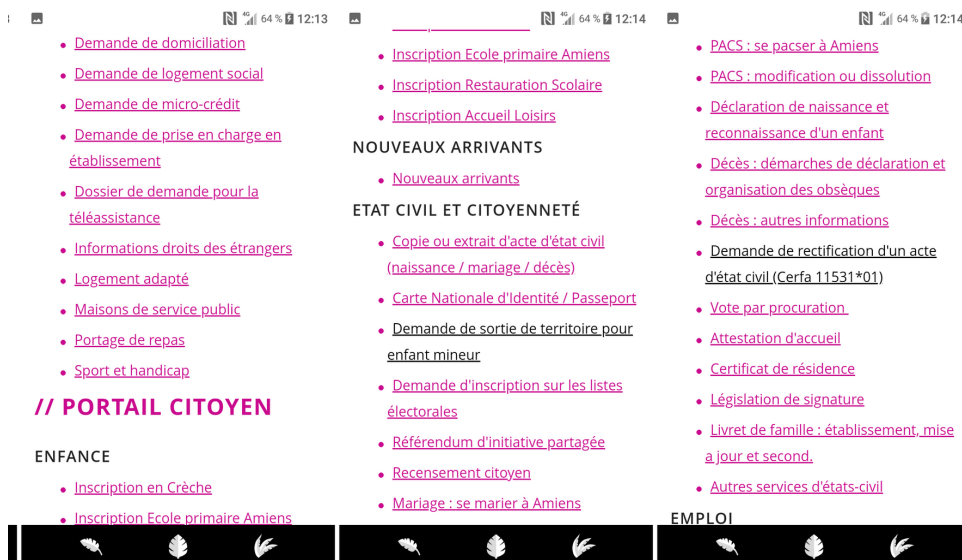 64 % 12:13
Demande de domiciliation
Demande de logement social
Demande de micro-crédit
Demande de prise en charge en
établissement
Dossier de demande pour la
téléassistance
Informations droits des étrangers
Logement adapté
Maisons de service public
Portage de repas
Sport et handicap
// PORTAIL CITOYEN
ENFANCE
Inscription en Crèche
Inscription Ecole primaire Amiens
4G 64 % 12:14
Inscription Ecole primaire Amiens
Inscription Restauration Scolaire
Inscription Accueil Loisirs
NOUVEAUX ARRIVANTS
Nouveaux arrivants
ETAT CIVIL ET CITOYENNETÉ
Copie ou extrait d'acte d'état civil
(naissance / mariage / décès)
Carte Nationale d'Identité / Passeport
Demande de sortie de territoire pour
enfant mineur
Demande d'inscription sur les listes
électorales
Référendum d'initiative partagée
Recensement citoyen
Mariage : se marier à Amiens
4G 64 % 12:14
PACS : se pacser à Amiens
PACS : modification ou dissolution
Déclaration de naissance et
reconnaissance d'un enfant
Décès : démarches de déclaration et
organisation des obsèques
Décès : autres informations
Demande de rectification d'un acte
d'état civil (Cerfa 11531*01)
Vote par procuration
Attestation d'accueil
Certificat de résidence
Législation de signature
Livret de famille : établissement, mise
a jour et second.
Autres services d'états-civil
EMPLOI